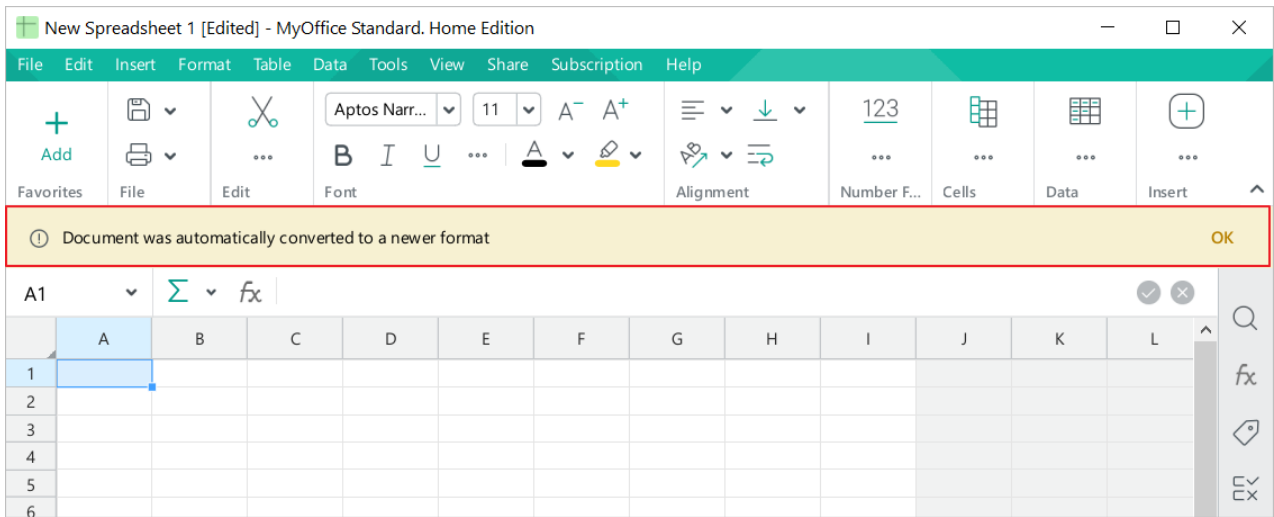 New Spreadsheet 1 [Edited] - MyOffice Standard. Home Edition
File Edit Insert Format Table Data Tools View Share Subscription Help
Aptos Narr... 11 A− A+ 123
Add B I U A
Favorites File Edit Font Alignment Number F... Cells Data Insert
Document was automatically converted to a newer format OK
A1 Σ fx
A B C D E F G H I J K L
1
2
3
4
5
6